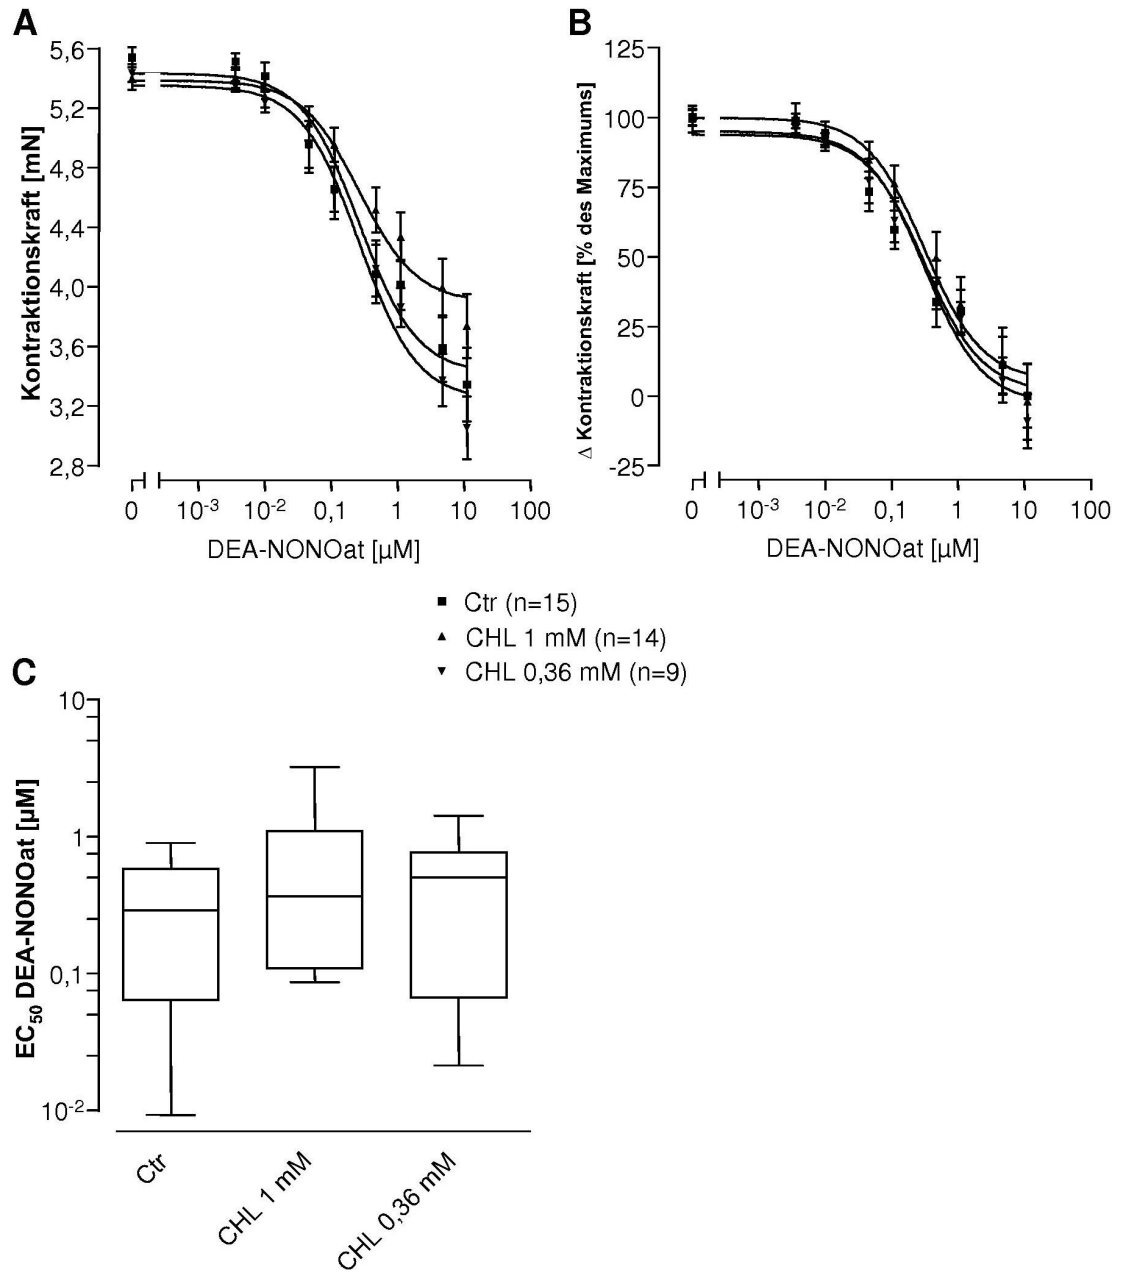 A
B
5,6
5,2
4,8
4,4
4,0
3,6
3,2
2,8
Kontraktionskraft [mN]
0 10-3 10-2 0,1 1 10 100
DEA-NONOat [µM]
125
100
75
50
25
0
-25
Δ Kontraktionskraft [% des Maximums]
0 10-3 10-2 0,1 1 10 100
DEA-NONOat [µM]
Ctr (n=15)
CHL 1 mM (n=14)
CHL 0,36 mM (n=9)
C
10
1
0,1
10-2
EC50 DEA-NONOat [µM]
Ctr
CHL 1 mM
CHL 0,36 mM